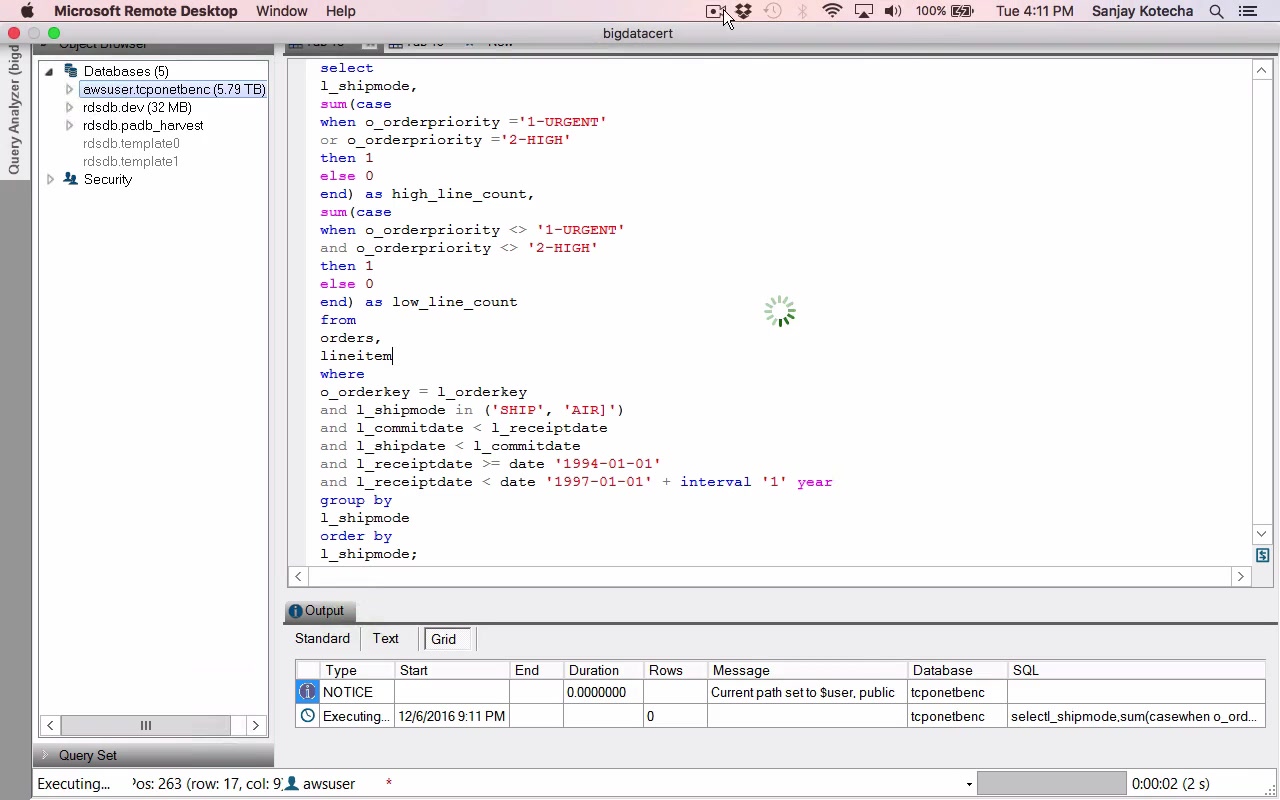 Microsoft Remote Desktop Window Help 100% Tue 4:11 PM Sanjay Kotecha
bigdatacert
Object Browser
Query Analyzer (bigd
Databases (5)
awsuser.tcponetbenc (5.79 TB)
rdsdb.dev (32 MB)
rdsdb.padb_harvest
rdsdb.template0
rdsdb.template1
Security
select
l_shipmode,
sum(case
when o_orderpriority ='1-URGENT'
or o_orderpriority ='2-HIGH'
then 1
else 0
end) as high_line_count,
sum(case
when o_orderpriority <> '1-URGENT'
and o_orderpriority <> '2-HIGH'
then 1
else 0
end) as low_line_count
from
orders,
lineitem
where
o_orderkey = l_orderkey
and l_shipmode in ('SHIP', 'AIR]')
and l_commitdate < l_receiptdate
and l_shipdate < l_commitdate
and l_receiptdate >= date '1994-01-01'
and l_receiptdate < date '1997-01-01' + interval '1' year
group by
l_shipmode
order by
l_shipmode;
Output
Standard Text Grid
Type Start End Duration Rows Message Database SQL
NOTICE 0.0000000 Current path set to $user, public tcponetbenc
Executing... 12/6/2016 9:11 PM 0 tcponetbenc selectl_shipmode,sum(casewhen o_ord...
Query Set
Executing... Pos: 263 (row: 17, col: 9) awsuser * 0:00:02 (2 s)